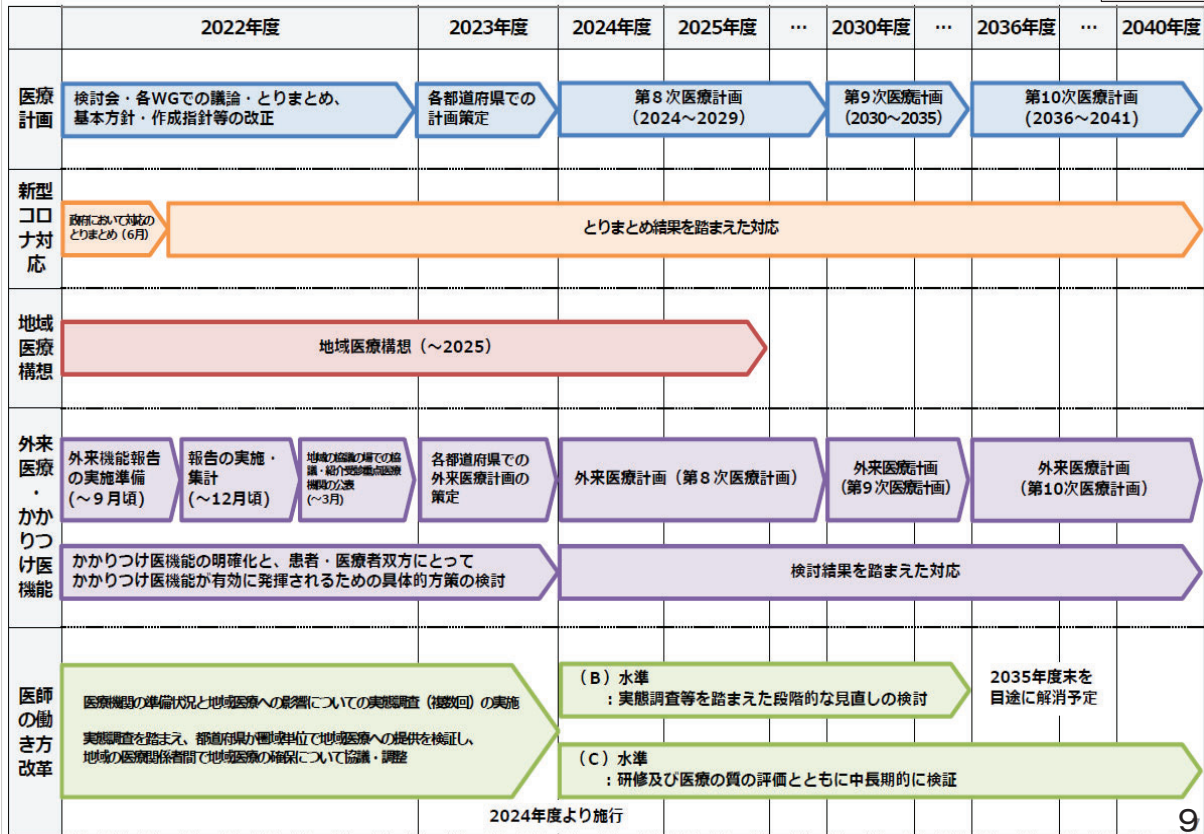 2022年度
2023年度
2024年度
2025年度
…
2030年度
…
2036年度
…
2040年度
医療
計画
検討会・各WGでの議論・とりまとめ、
基本方針・作成指針等の改正
各都道府県での
計画策定
第8次医療計画
(2024～2029)
第9次医療計画
(2030～2035)
第10次医療計画
(2036～2041)
新型
コロ
ナ対
応
政府において対応の
とりまとめ（6月）
とりまとめ結果を踏まえた対応
地域
医療
構想
地域医療構想（～2025）
外来
医療
・
かか
りつ
け医
機能
外来機能報告
の実施準備
(～９月頃)
報告の実施・
集計
(～12月頃)
地域の協議の場での協
議・紹介受診重点医療
機関の公表
(～3月)
各都道府県での
外来医療計画の
策定
外来医療計画（第８次医療計画）
外来医療計画
(第9次医療計画)
外来医療計画
（第10次医療計画）
かかりつけ医機能の明確化と、患者・医療者双方にとって
かかりつけ医機能が有効に発揮されるための具体的方策の検討
検討結果を踏まえた対応
医師
の働
き方
改革
医療機関の準備状況と地域医療への影響についての実態調査（複数回）の実施
実態調査を踏まえ、都道府県が圏域単位で地域医療への提供を検証し、
地域の医療関係者間で地域医療の確保について協議・調整
（Ｂ）水準
：実態調査等を踏まえた段階的な見直しの検討
2035年度末を
目途に解消予定
（Ｃ）水準
：研修及び医療の質の評価とともに中長期的に検証
2024年度より施行
9